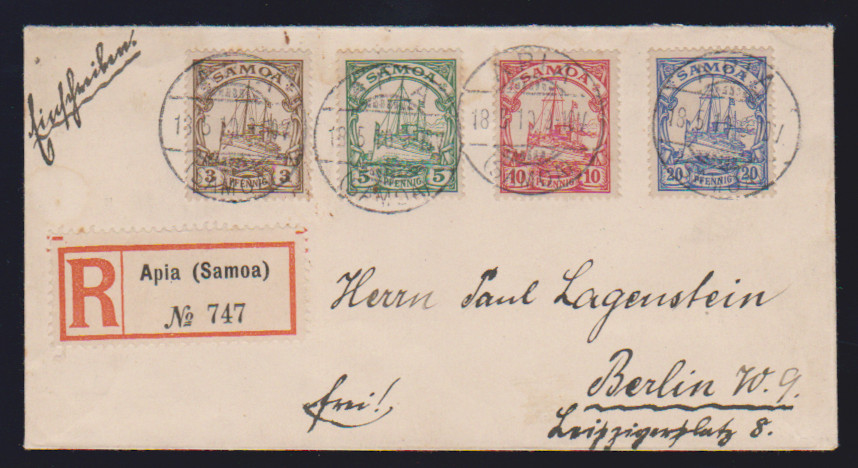 Einschreiben.
SAMOA
3 PFENNIG 3
SAMOA
5 PFENNIG 5
SAMOA
10 PFENNIG 10
SAMOA
20 PFENNIG 20
R
Apia (Samoa)
№ 747
Herrn Paul Lagenstein
frei!
Berlin W. 9.
Leipzigerplatz 8.